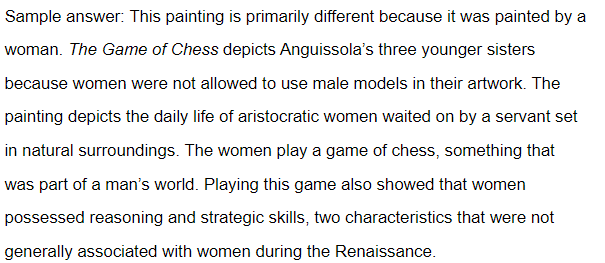 Sample answer: This painting is primarily different because it was painted by a
woman. The Game of Chess depicts Anguissola’s three younger sisters
because women were not allowed to use male models in their artwork. The
painting depicts the daily life of aristocratic women waited on by a servant set
in natural surroundings. The women play a game of chess, something that
was part of a man’s world. Playing this game also showed that women
possessed reasoning and strategic skills, two characteristics that were not
generally associated with women during the Renaissance.